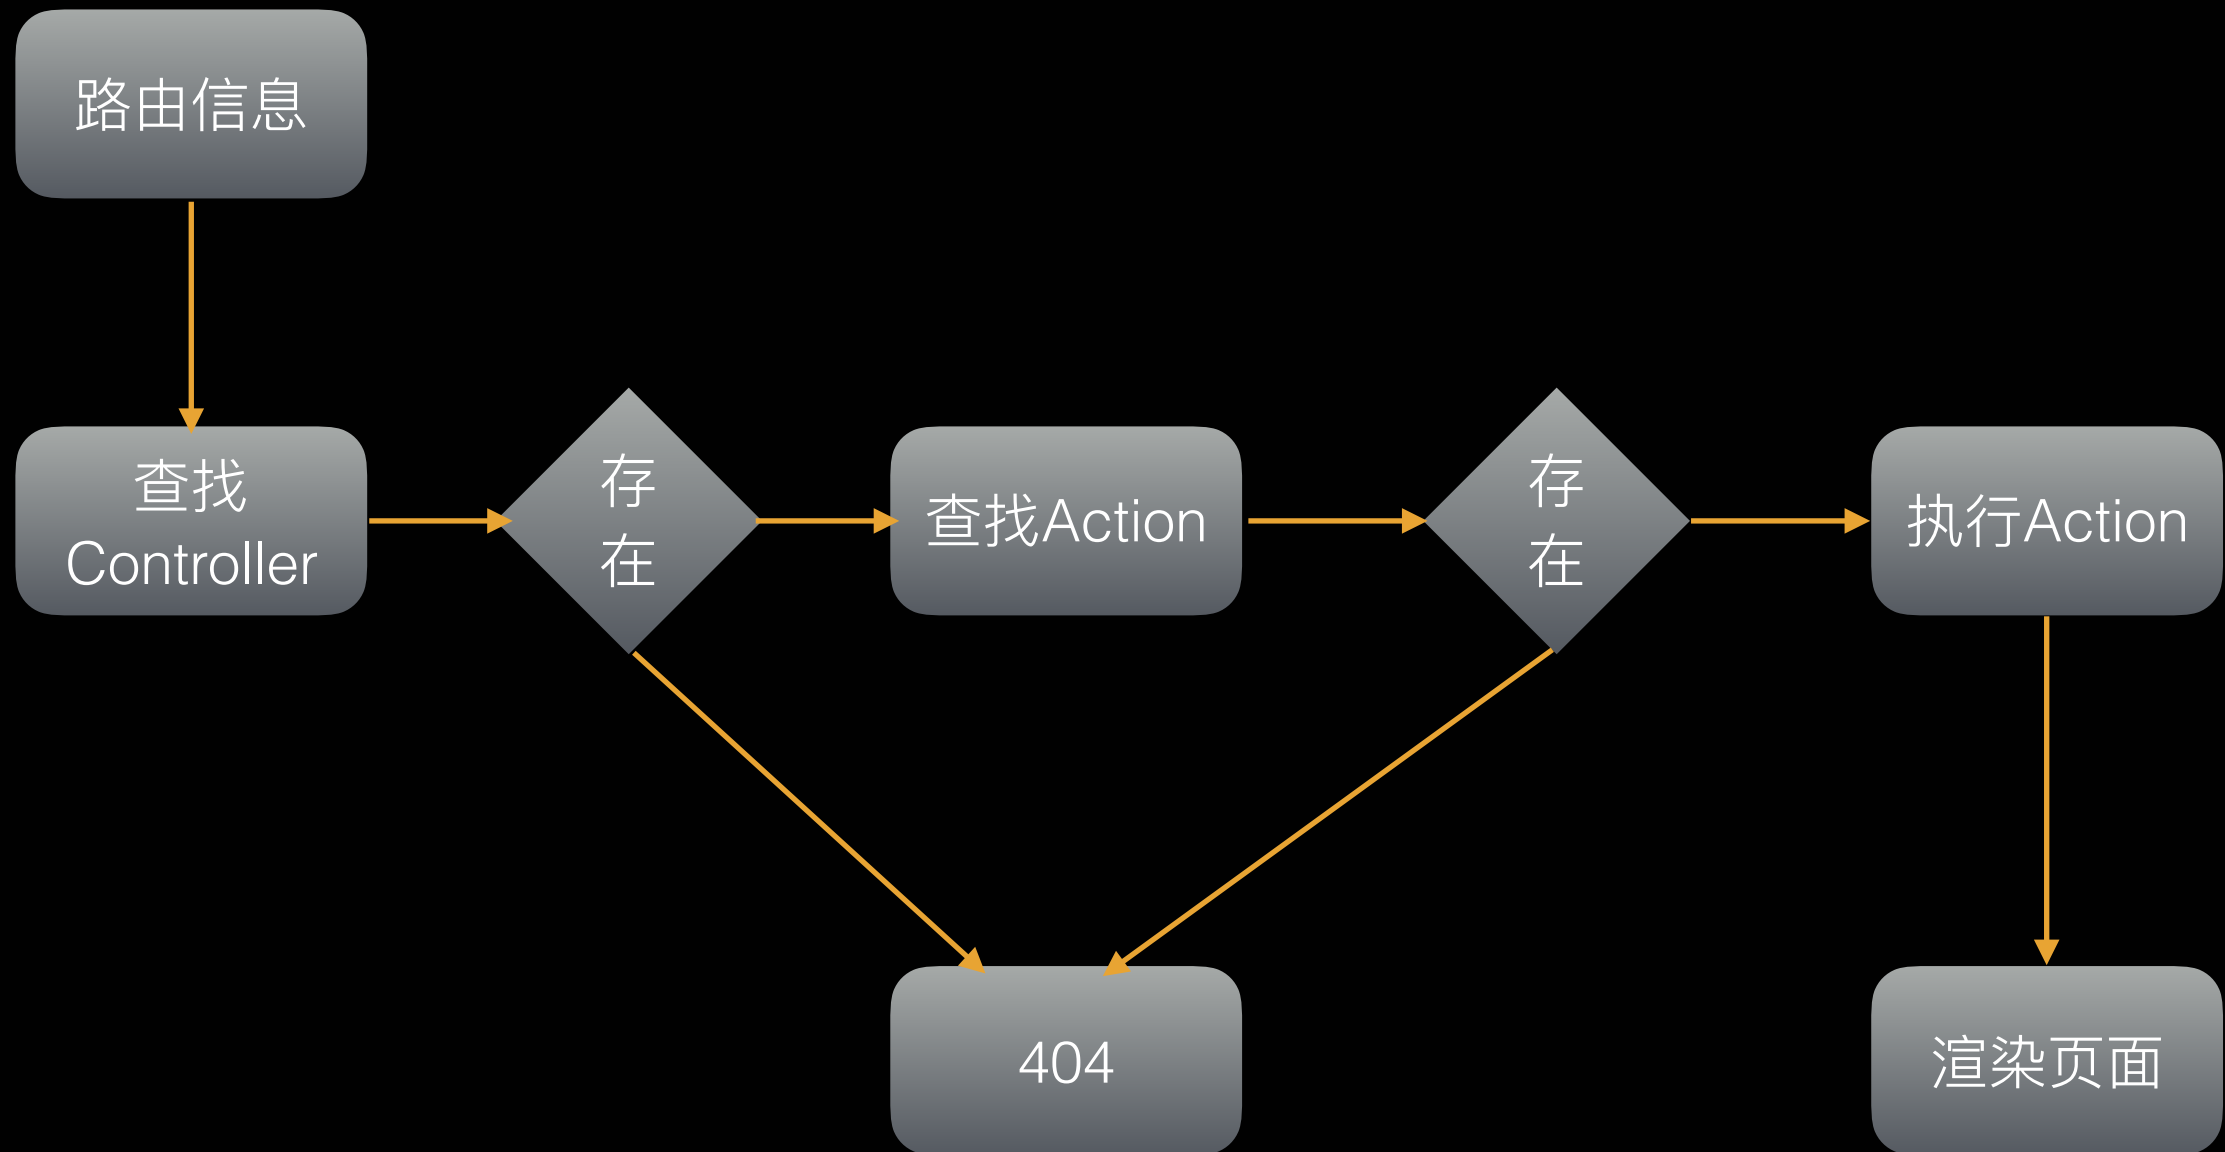 路由信息
查找
Controller
存
在
查找Action
存
在
执行Action
404
渲染页面